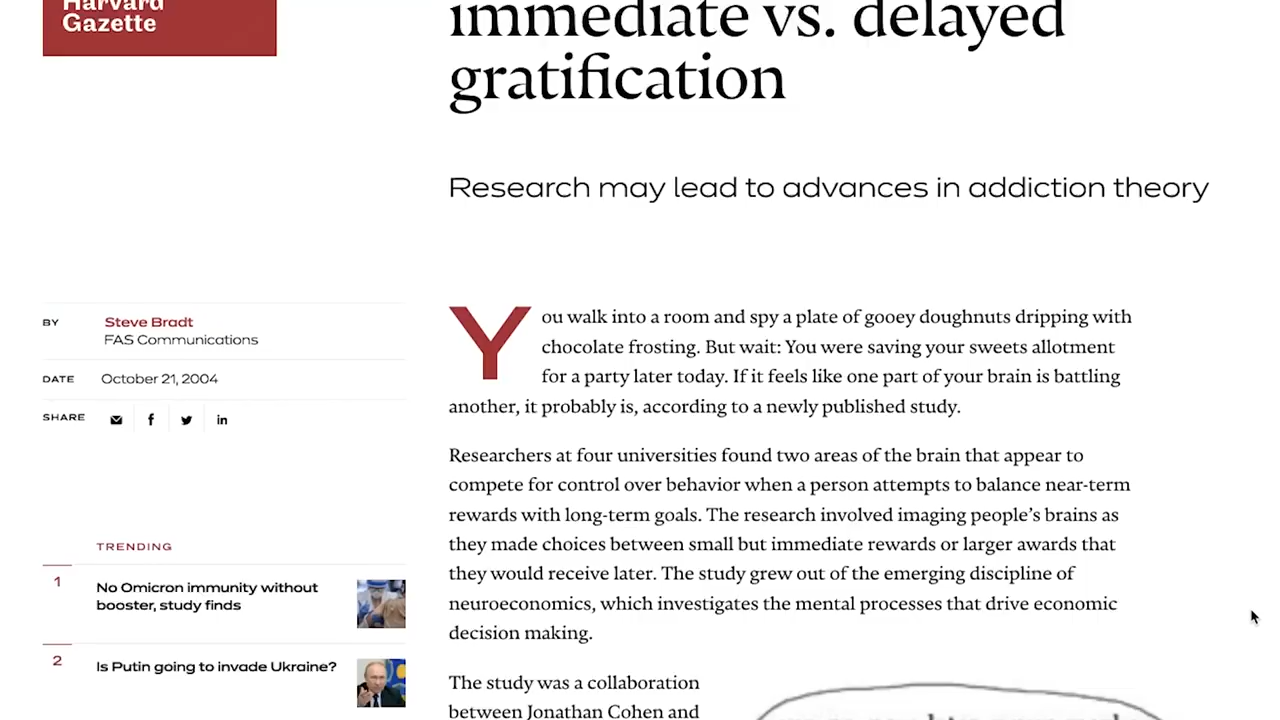 Harvard
Gazette
immediate vs. delayed
gratification
Research may lead to advances in addiction theory
BY
Steve Bradt
FAS Communications
DATE
October 21, 2004
SHARE
TRENDING
1
No Omicron immunity without
booster, study finds
2
Is Putin going to invade Ukraine?
You walk into a room and spy a plate of gooey doughnuts dripping with
chocolate frosting. But wait: You were saving your sweets allotment
for a party later today. If it feels like one part of your brain is battling
another, it probably is, according to a newly published study.
Researchers at four universities found two areas of the brain that appear to
compete for control over behavior when a person attempts to balance near-term
rewards with long-term goals. The research involved imaging people's brains as
they made choices between small but immediate rewards or larger awards that
they would receive later. The study grew out of the emerging discipline of
neuroeconomics, which investigates the mental processes that drive economic
decision making.
The study was a collaboration
between Jonathan Cohen and